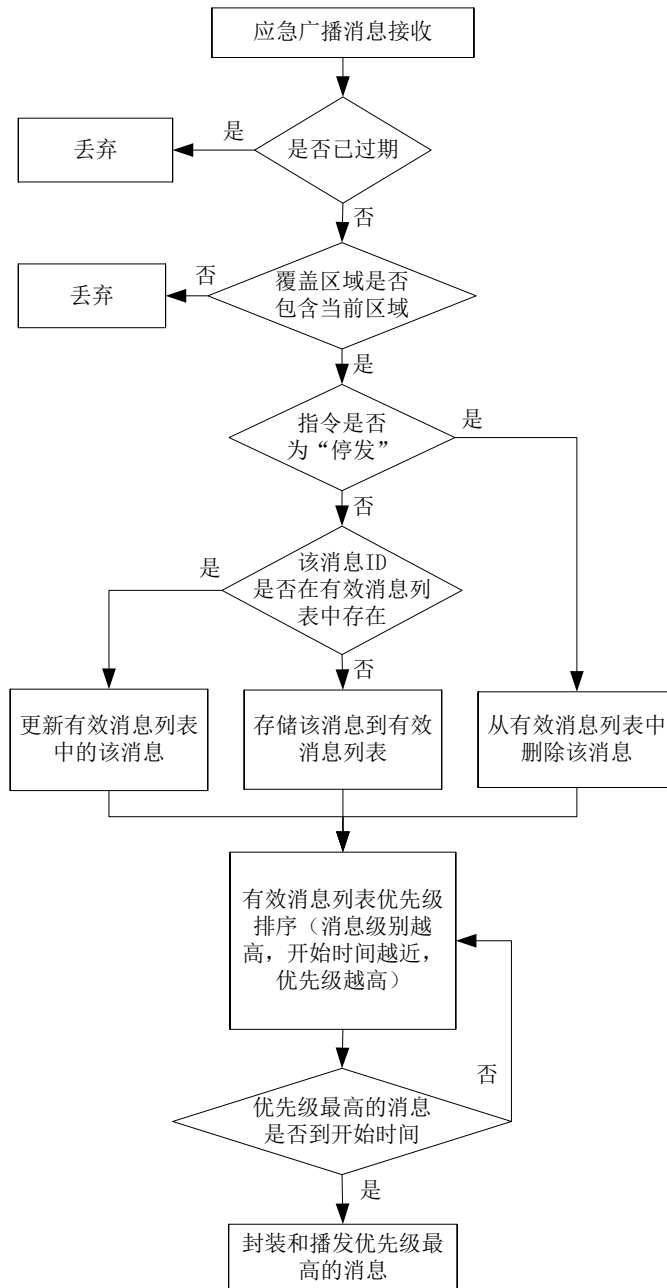 应急广播消息接收
是否已过期
是
丢弃
否
覆盖区域是否
包含当前区域
否
丢弃
是
指令是否
为“停发”
是
否
该消息ID
是否在有效消息列
表中存在
是
否
更新有效消息列表
中的该消息
存储该消息到有效
消息列表
从有效消息列表中
删除该消息
有效消息列表优先级
排序（消息级别越
高，开始时间越近，
优先级越高）
否
优先级最高的消息
是否到开始时间
是
封装和播发优先级最
高的消息